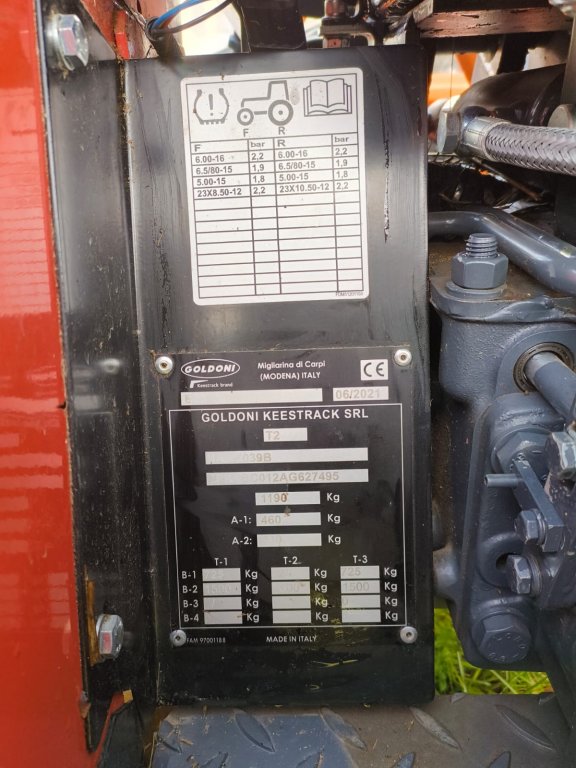 F R
F bar R bar
6.00-16 2,2 6.00-16 2,2
6.5/80-15 1,9 6.5/80-15 1,9
5.00-15 1,8 5.00-15 1,8
23X8.50-12 2,2 23X10.50-12 2,2
GOLDONI
Keestrack brand
Migliarina di Carpi
(MODENA) ITALY
CE
06/2021
GOLDONI KEESTRACK SRL
T2
1190 Kg
A-1: 460 Kg
A-2: Kg
T-1 T-2 T-3
B-1 Kg Kg 725 Kg
B-2 Kg Kg 1500 Kg
B-3 Kg Kg Kg
B-4 Kg Kg Kg
FAM 97001188 MADE IN ITALY